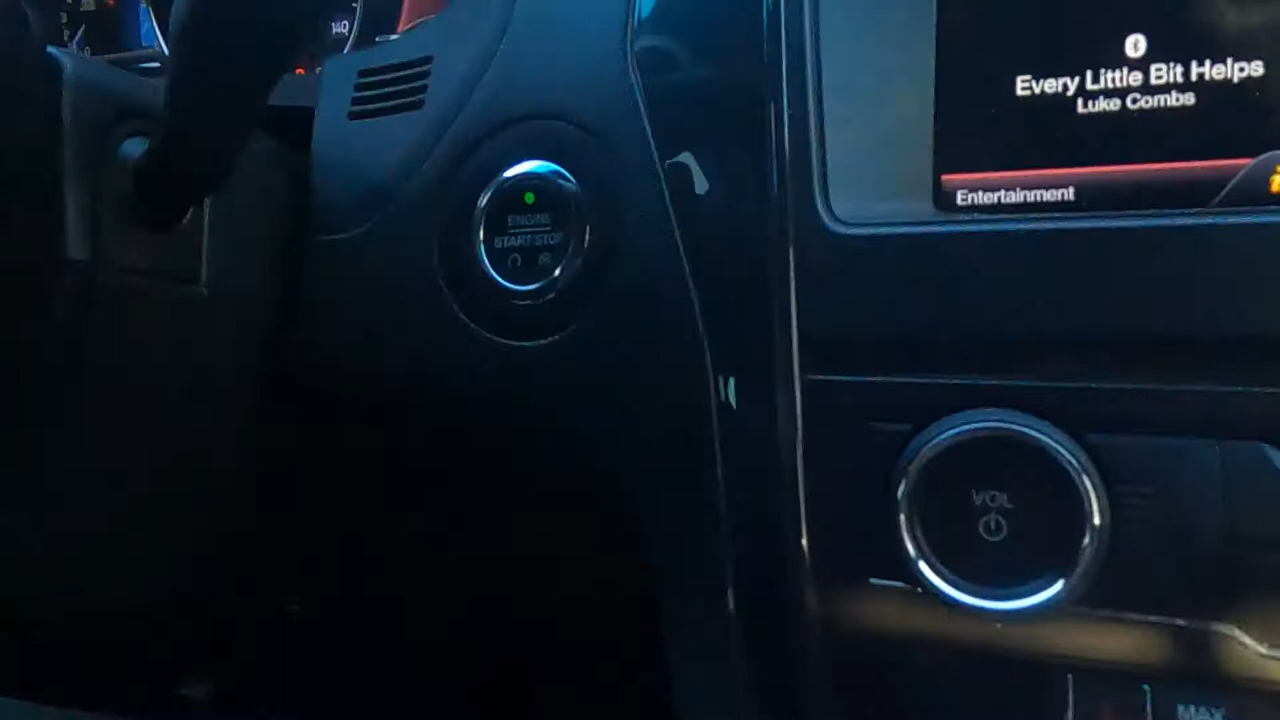 140
Every Little Bit Helps
Luke Combs
Entertainment
ENGINE
START STOP
VOL
MAX